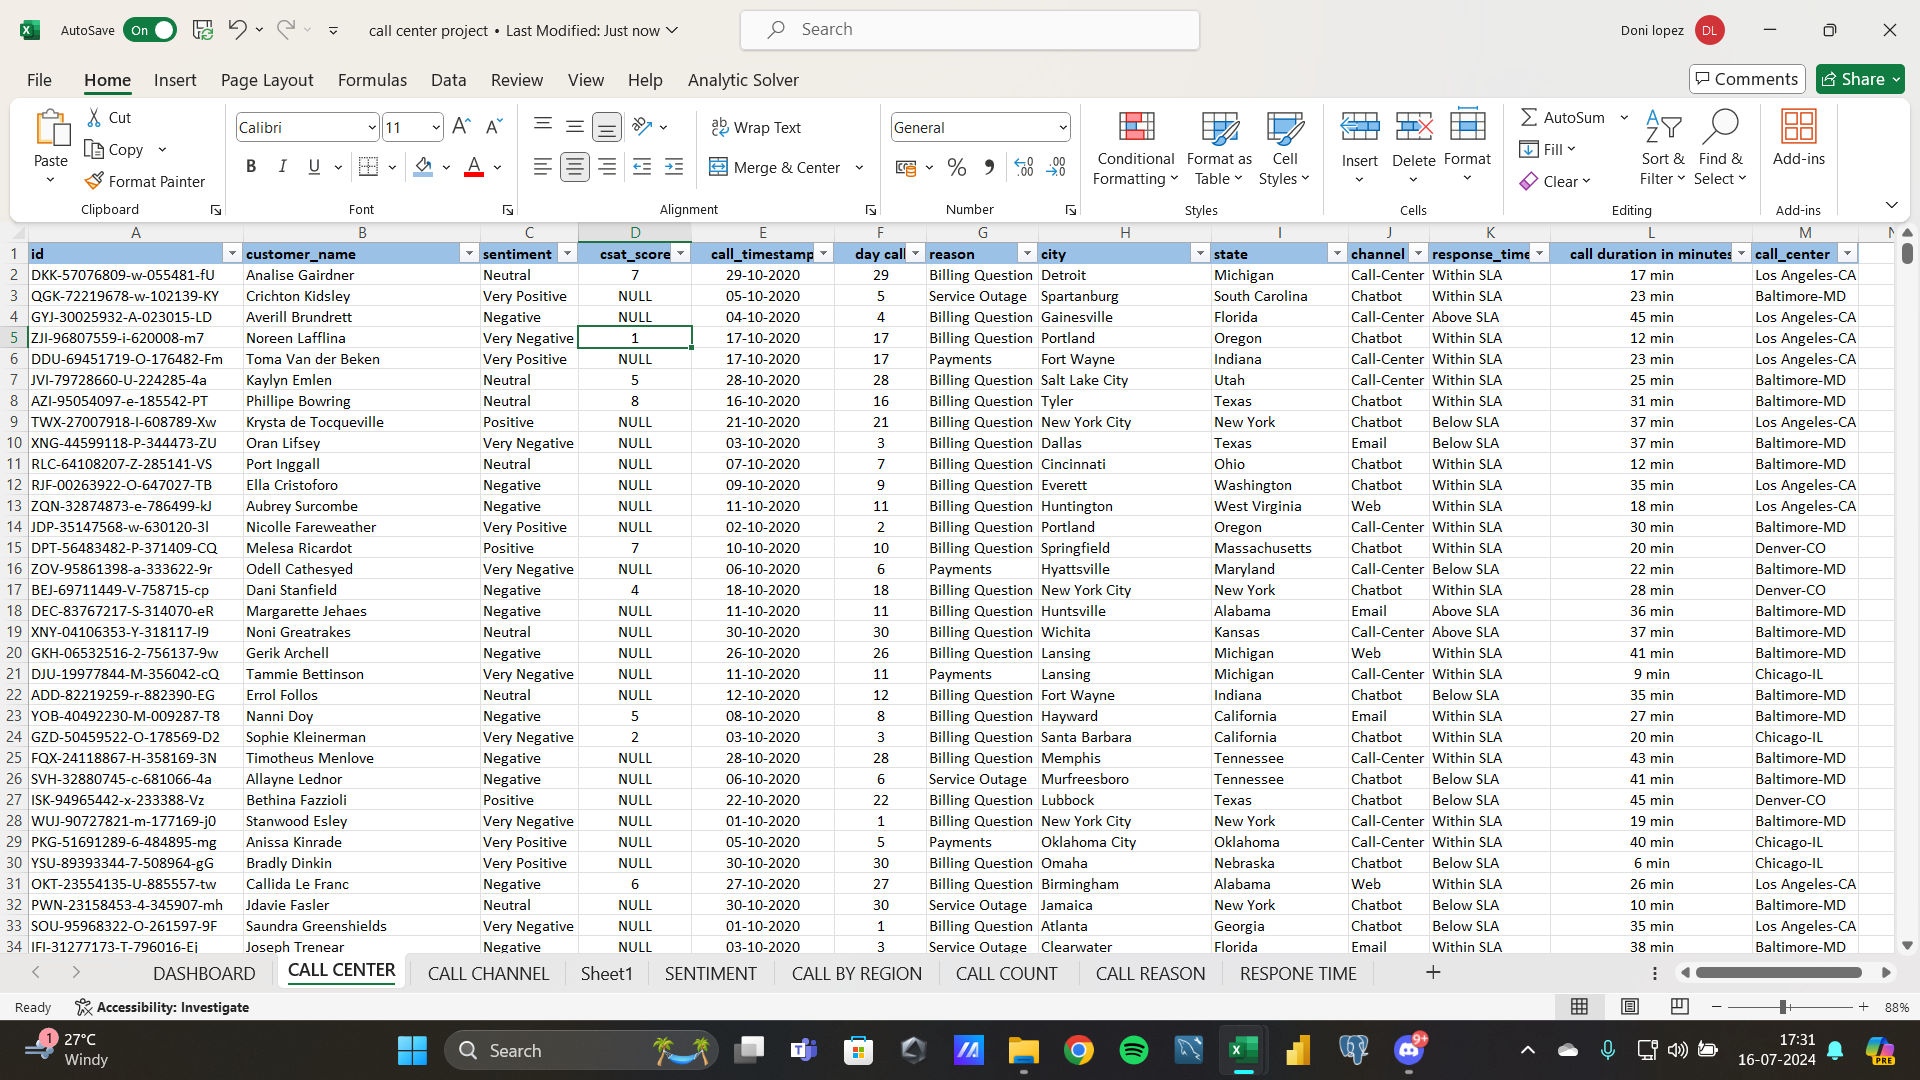 AutoSave On call center project • Last Modified: Just now Search Doni lopez DL
File Home Insert Page Layout Formulas Data Review View Help Analytic Solver Comments Share
Paste Cut Copy Format Painter Clipboard
Calibri 11 B I U A Font
Wrap Text Merge & Center Alignment
General % Number
Conditional Formatting Format as Table Cell Styles Styles
Insert Delete Format Cells
AutoSum Fill Clear Sort & Filter Find & Select Editing
Add-ins Add-ins
A B C D E F G H I J K L M
1 id customer_name sentiment csat_score call_timestamp day call reason city state channel response_time call duration in minutes call_center
2 DKK-57076809-w-055481-fU Analise Gairdner Neutral 7 29-10-2020 29 Billing Question Detroit Michigan Call-Center Within SLA 17 min Los Angeles-CA
3 QGK-72219678-w-102139-KY Crichton Kidsley Very Positive NULL 05-10-2020 5 Service Outage Spartanburg South Carolina Chatbot Within SLA 23 min Baltimore-MD
4 GYJ-30025932-A-023015-LD Averill Brundrett Negative NULL 04-10-2020 4 Billing Question Gainesville Florida Call-Center Above SLA 45 min Los Angeles-CA
5 ZJI-96807559-i-620008-m7 Noreen Lafflina Very Negative 1 17-10-2020 17 Billing Question Portland Oregon Chatbot Within SLA 12 min Los Angeles-CA
6 DDU-69451719-O-176482-Fm Toma Van der Beken Very Positive NULL 17-10-2020 17 Payments Fort Wayne Indiana Call-Center Within SLA 23 min Los Angeles-CA
7 JVI-79728660-U-224285-4a Kaylyn Emlen Neutral 5 28-10-2020 28 Billing Question Salt Lake City Utah Call-Center Within SLA 25 min Baltimore-MD
8 AZI-95054097-e-185542-PT Phillipe Bowring Neutral 8 16-10-2020 16 Billing Question Tyler Texas Chatbot Within SLA 31 min Baltimore-MD
9 TWX-27007918-I-608789-Xw Krysta de Tocqueville Positive NULL 21-10-2020 21 Billing Question New York City New York Chatbot Below SLA 37 min Los Angeles-CA
10 XNG-44599118-P-344473-ZU Oran Lifsey Very Negative NULL 03-10-2020 3 Billing Question Dallas Texas Email Below SLA 37 min Baltimore-MD
11 RLC-64108207-Z-285141-VS Port Inggall Neutral NULL 07-10-2020 7 Billing Question Cincinnati Ohio Chatbot Within SLA 12 min Baltimore-MD
12 RJF-00263922-O-647027-TB Ella Cristoforo Negative NULL 09-10-2020 9 Billing Question Everett Washington Chatbot Within SLA 35 min Los Angeles-CA
13 ZQN-32874873-e-786499-kJ Aubrey Surcombe Negative NULL 11-10-2020 11 Billing Question Huntington West Virginia Web Within SLA 18 min Los Angeles-CA
14 JDP-35147568-w-630120-3l Nicolle Fareweather Very Positive NULL 02-10-2020 2 Billing Question Portland Oregon Call-Center Within SLA 30 min Baltimore-MD
15 DPT-56483482-P-371409-CQ Melesa Ricardot Positive 7 10-10-2020 10 Billing Question Springfield Massachusetts Chatbot Within SLA 20 min Denver-CO
16 ZOV-95861398-a-333622-9r Odell Cathesyed Very Negative NULL 06-10-2020 6 Payments Hyattsville Maryland Call-Center Below SLA 22 min Baltimore-MD
17 BEJ-69711449-V-758715-cp Dani Stanfield Negative 4 18-10-2020 18 Billing Question New York City New York Chatbot Within SLA 28 min Denver-CO
18 DEC-83767217-S-314070-eR Margarette Jehaes Negative NULL 11-10-2020 11 Billing Question Huntsville Alabama Email Above SLA 36 min Baltimore-MD
19 XNY-04106353-Y-318117-I9 Noni Greatrakes Neutral NULL 30-10-2020 30 Billing Question Wichita Kansas Call-Center Above SLA 37 min Baltimore-MD
20 GKH-06532516-2-756137-9w Gerik Archell Negative NULL 26-10-2020 26 Billing Question Lansing Michigan Web Within SLA 41 min Baltimore-MD
21 DJU-19977844-M-356042-cQ Tammie Bettinson Very Negative NULL 11-10-2020 11 Payments Lansing Michigan Call-Center Within SLA 9 min Chicago-IL
22 ADD-82219259-r-882390-EG Errol Follos Neutral NULL 12-10-2020 12 Billing Question Fort Wayne Indiana Chatbot Below SLA 35 min Baltimore-MD
23 YOB-40492230-M-009287-T8 Nanni Doy Negative 5 08-10-2020 8 Billing Question Hayward California Email Within SLA 27 min Baltimore-MD
24 GZD-50459522-O-178569-D2 Sophie Kleinerman Very Negative 2 03-10-2020 3 Billing Question Santa Barbara California Chatbot Within SLA 20 min Chicago-IL
25 FQX-24118867-H-358169-3N Timotheus Menlove Negative NULL 28-10-2020 28 Billing Question Memphis Tennessee Call-Center Within SLA 43 min Baltimore-MD
26 SVH-32880745-c-681066-4a Allayne Lednor Negative NULL 06-10-2020 6 Service Outage Murfreesboro Tennessee Chatbot Below SLA 41 min Baltimore-MD
27 ISK-94965442-x-233388-Vz Bethina Fazzioli Positive NULL 22-10-2020 22 Billing Question Lubbock Texas Chatbot Below SLA 45 min Denver-CO
28 WUJ-90727821-m-177169-j0 Stanwood Esley Very Negative NULL 01-10-2020 1 Billing Question New York City New York Call-Center Within SLA 19 min Baltimore-MD
29 PKG-51691289-6-484895-mg Anissa Kinrade Very Positive NULL 05-10-2020 5 Payments Oklahoma City Oklahoma Call-Center Within SLA 40 min Chicago-IL
30 YSU-89393344-7-508964-gG Bradly Dinkin Very Positive NULL 30-10-2020 30 Billing Question Omaha Nebraska Chatbot Below SLA 6 min Chicago-IL
31 OKT-23554135-U-885557-tw Callida Le Franc Negative 6 27-10-2020 27 Billing Question Birmingham Alabama Web Within SLA 26 min Los Angeles-CA
32 PWN-23158453-4-345907-mh Jdavie Fasler Neutral NULL 30-10-2020 30 Service Outage Jamaica New York Chatbot Within SLA 10 min Baltimore-MD
33 SOU-95968322-O-261597-9F Saundra Greenshields Very Negative NULL 01-10-2020 1 Billing Question Atlanta Georgia Chatbot Below SLA 35 min Los Angeles-CA
34 IFI-31277173-T-796016-Ej Joseph Trenear Negative NULL 03-10-2020 3 Service Outage Clearwater Florida Email Within SLA 38 min Baltimore-MD
DASHBOARD CALL CENTER CALL CHANNEL Sheet1 SENTIMENT CALL BY REGION CALL COUNT CALL REASON RESPONE TIME
Ready Accessibility: Investigate 88%
1 27°C Windy Search 9+ 17:31 16-07-2024 PRE